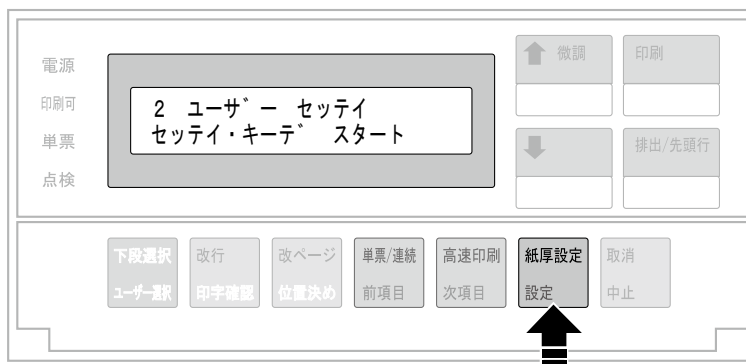 電源
印刷可
単票
点検
2 ユーザー セッテイ
セッテイ・キーデ スタート
微調
印刷
排出/先頭行
下段選択
ユーザー選択
改行
印字確認
改ページ
位置決め
単票/連続
前項目
高速印刷
次項目
紙厚設定
設定
取消
中止